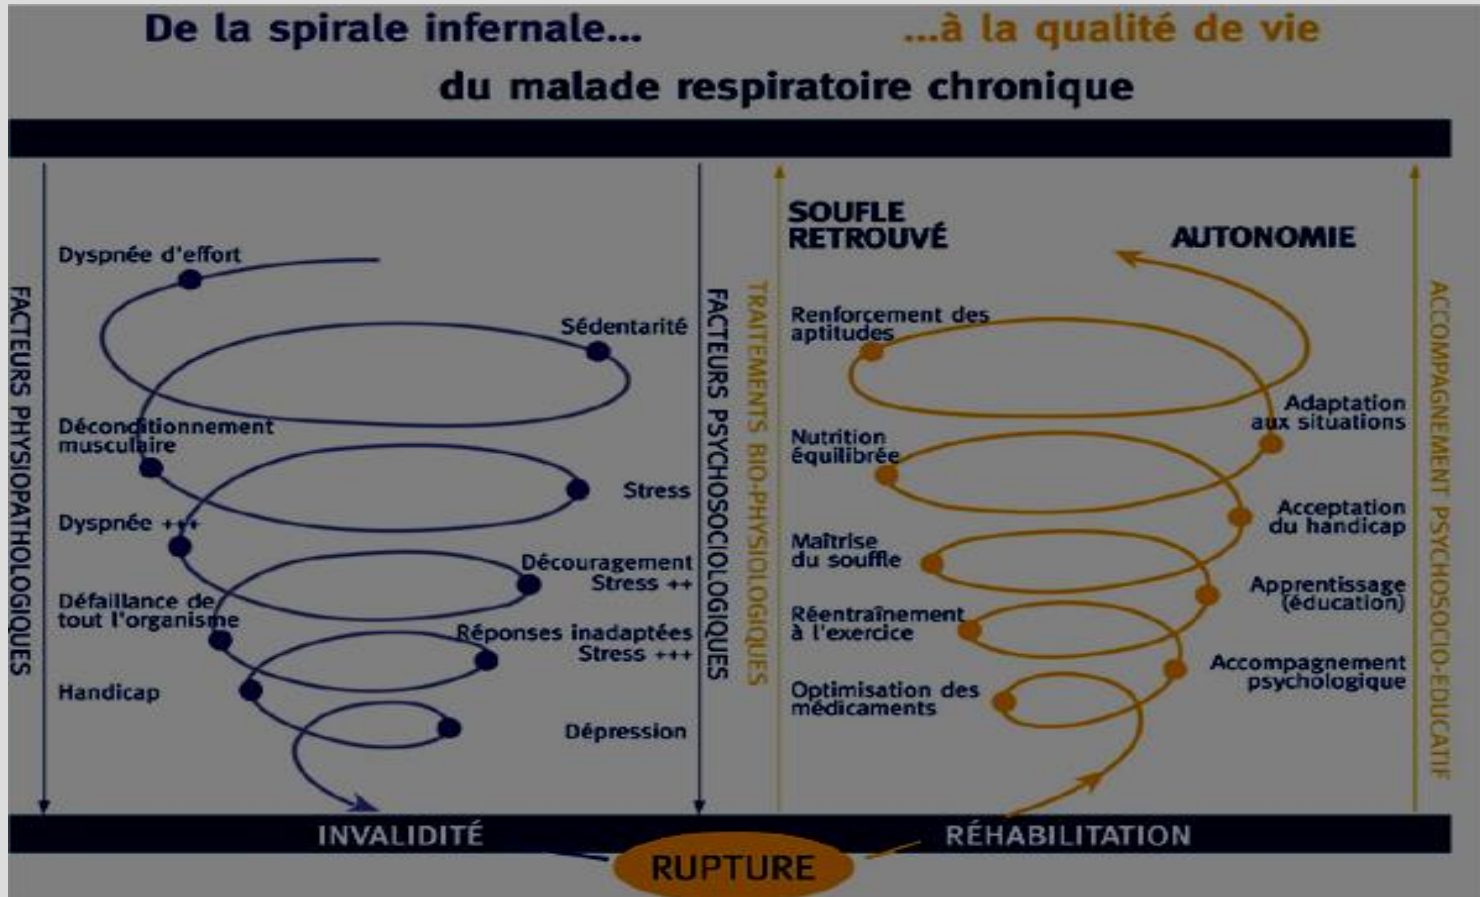 De la spirale infernale...
...à la qualité de vie
du malade respiratoire chronique
FACTEURS PHYSIOPATHOLOGIQUES
Dyspnée d'effort
Sédentarité
Déconditionnement
musculaire
Stress
Dyspnée +++
Découragement
Stress ++
Défaillance de
tout l'organisme
Réponses inadaptées
Stress +++
Handicap
Dépression
FACTEURS PSYCHOSOCIOLOGIQUES
TRAITEMENTS BIO-PHYSIOLOGIQUES
SOUFLE
RETROUVÉ
AUTONOMIE
Renforcement des
aptitudes
Adaptation
aux situations
Nutrition
équilibrée
Acceptation
du handicap
Maîtrise
du souffle
Apprentissage
(éducation)
Réentraînement
à l'exercice
Accompagnement
psychologique
Optimisation des
médicaments
ACCOMPAGNEMENT PSYCHOSOCIO-EDUCATIF
INVALIDITÉ
RÉHABILITATION
RUPTURE